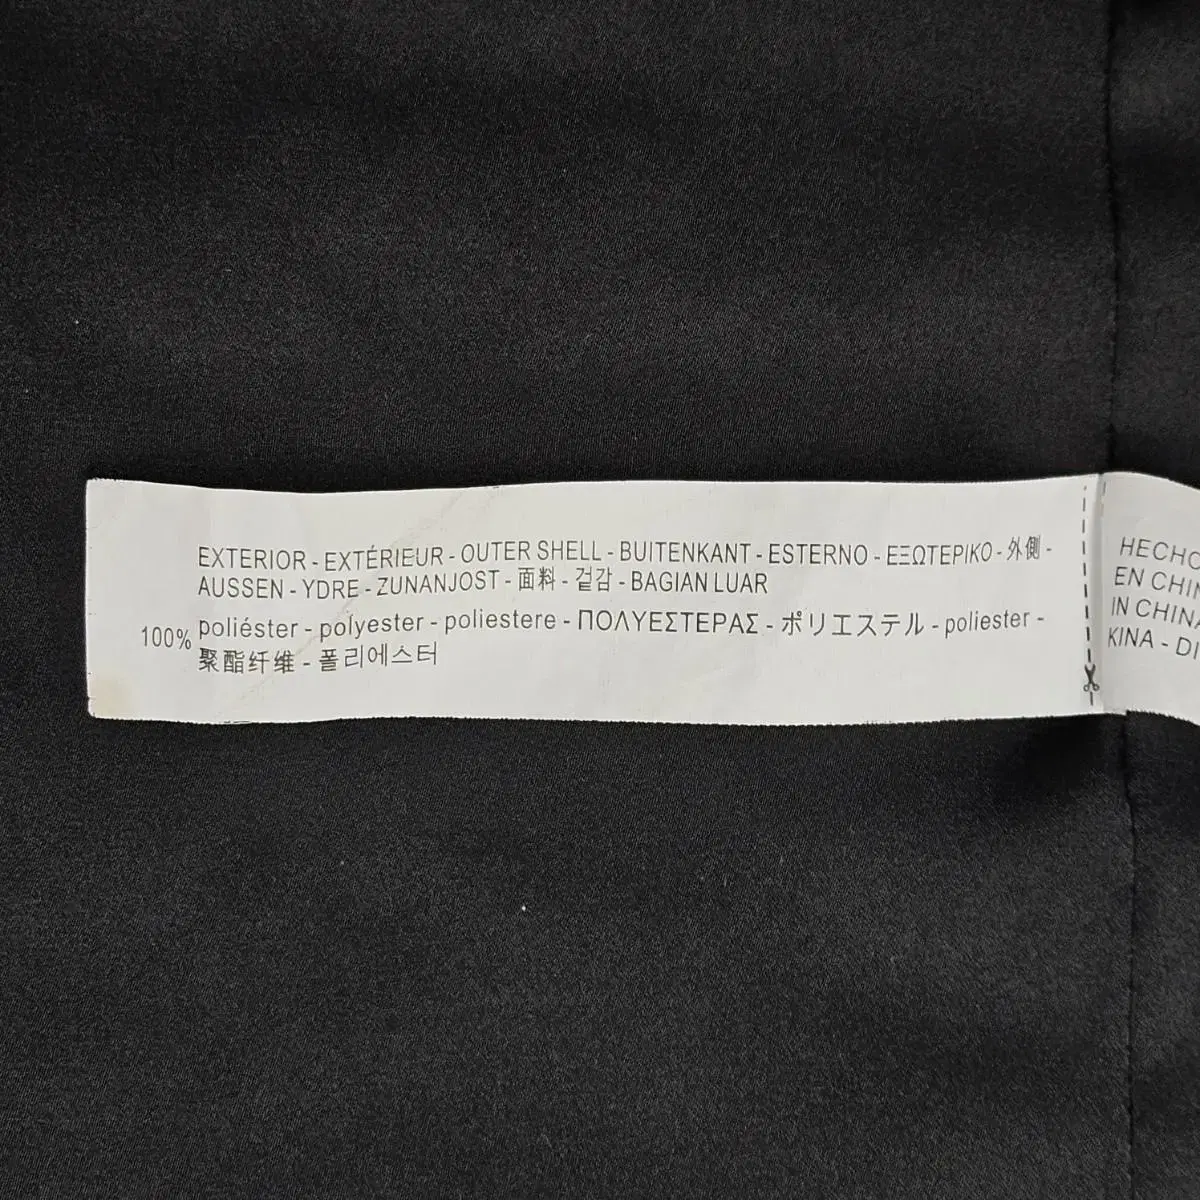 EXTERIOR - EXTÉRIEUR - OUTER SHELL - BUITENKANT - ESTERNO - ΕΞΩΤΕΡΙΚΟ - 外側 -
AUSSEN - YDRE - ZUNANJOST - 面料 - 겉감 - BAGIAN LUAR
100% poliéster - polyester - poliestere - ΠΟΛΥΕΣΤΕΡΑΣ - ポリエステル - poliester -
聚酯纤维 - 폴리에스터
HECHO
EN CHIN
IN CHINA
KINA - DI